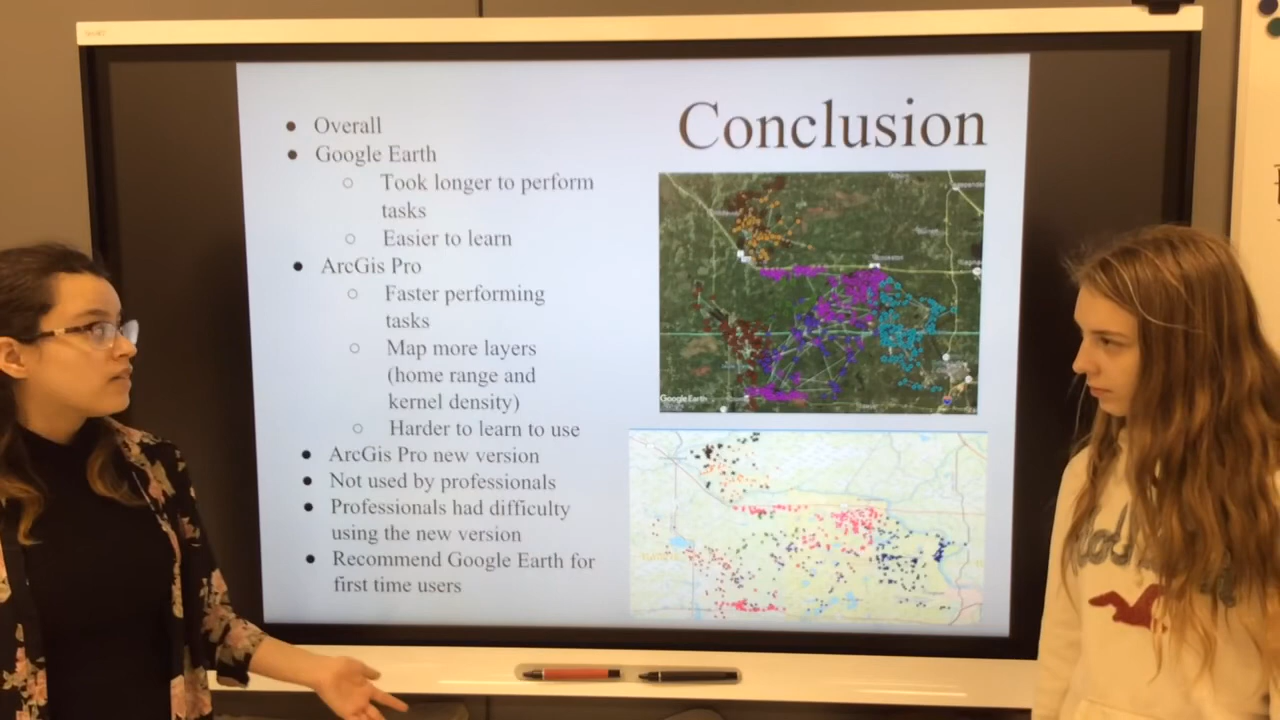 Conclusion
● Overall
● Google Earth
○ Took longer to perform
tasks
○ Easier to learn
● ArcGis Pro
○ Faster performing
tasks
○ Map more layers
(home range and
kernel density)
○ Harder to learn to use
● ArcGis Pro new version
● Not used by professionals
● Professionals had difficulty
using the new version
● Recommend Google Earth for
first time users
Google Earth